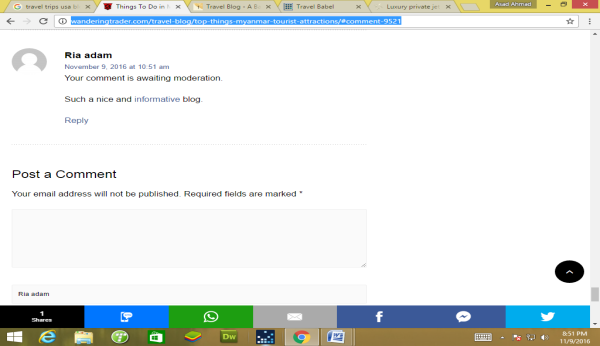 travel trips usa
Things To Do in
Travel Blog - A B
Travel Babel
Luxury private je
Asad Ahmad
wanderingtrader.com/travel-blog/top-things-myanmar-tourist-attractions/#comment-9521
Ria adam
November 9, 2016 at 10:51 am
Your comment is awaiting moderation.
Such a nice and informative blog.
Reply
Post a Comment
Your email address will not be published. Required fields are marked *
Ria adam
1
Shares
Dw
8:51 PM
11/9/2016